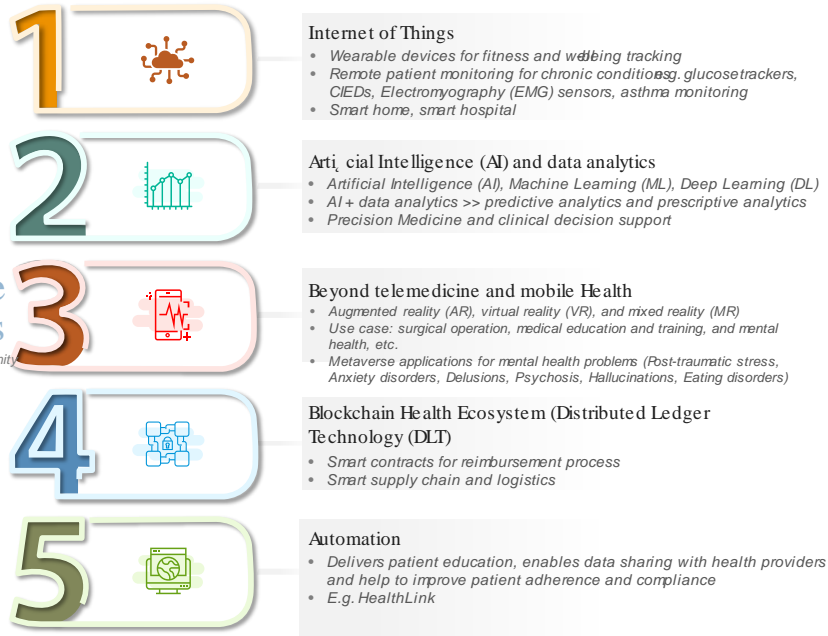 1
Internet of Things
• Wearable devices for fitness and well-being tracking
• Remote patient monitoring for chronic conditions e.g. glucose trackers,
CIEDs, Electromyography (EMG) sensors, asthma monitoring
• Smart home, smart hospital
2
Arti¿cial Intelligence (AI) and data analytics
• Artificial Intelligence (AI), Machine Learning (ML), Deep Learning (DL)
• AI + data analytics >> predictive analytics and prescriptive analytics
• Precision Medicine and clinical decision support
e
s
nity
3
Beyond telemedicine and mobile Health
• Augmented reality (AR), virtual reality (VR), and mixed reality (MR)
• Use case: surgical operation, medical education and training, and mental
health, etc.
• Metaverse applications for mental health problems (Post-traumatic stress,
Anxiety disorders, Delusions, Psychosis, Hallucinations, Eating disorders)
4
Blockchain Health Ecosystem (Distributed Ledger
Technology (DLT)
• Smart contracts for reimbursement process
• Smart supply chain and logistics
5
Automation
• Delivers patient education, enables data sharing with health providers
and help to improve patient adherence and compliance
• E.g. HealthLink